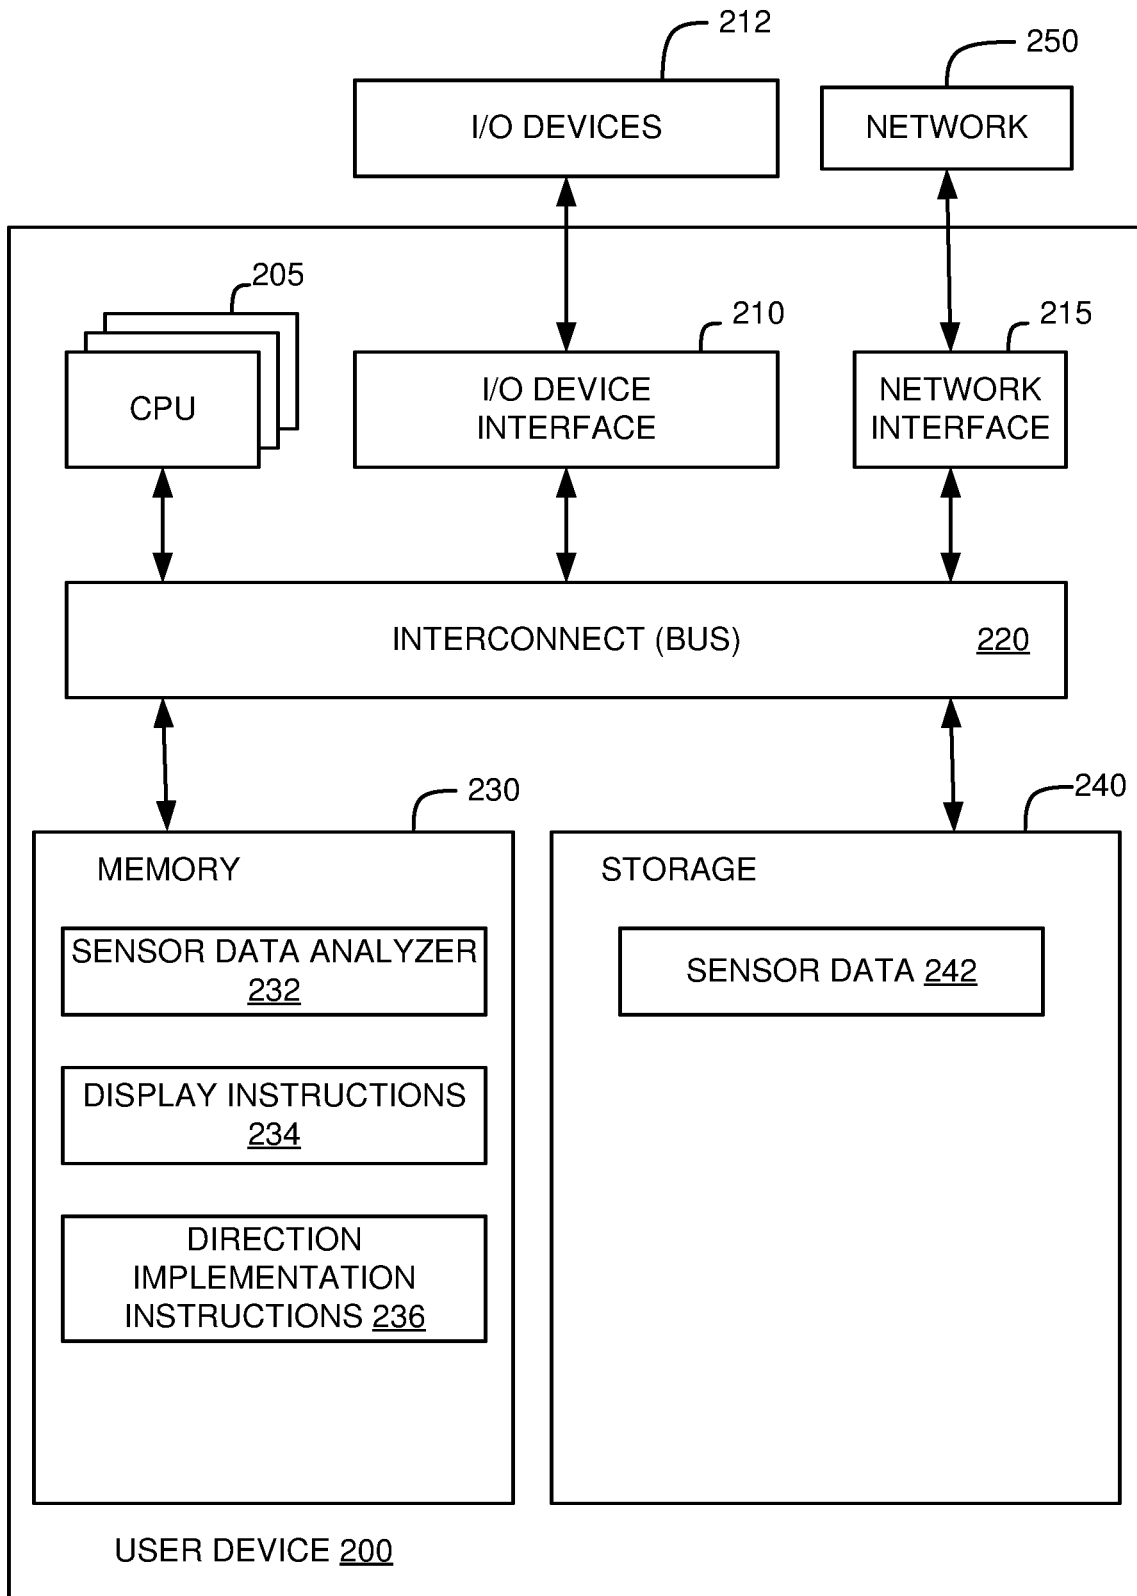 212
250
I/O DEVICES
NETWORK
205
210
215
CPU
I/O DEVICE
INTERFACE
NETWORK
INTERFACE
INTERCONNECT (BUS) 220
230
240
MEMORY
SENSOR DATA ANALYZER
232
DISPLAY INSTRUCTIONS
234
DIRECTION
IMPLEMENTATION
INSTRUCTIONS 236
STORAGE
SENSOR DATA 242
USER DEVICE 200